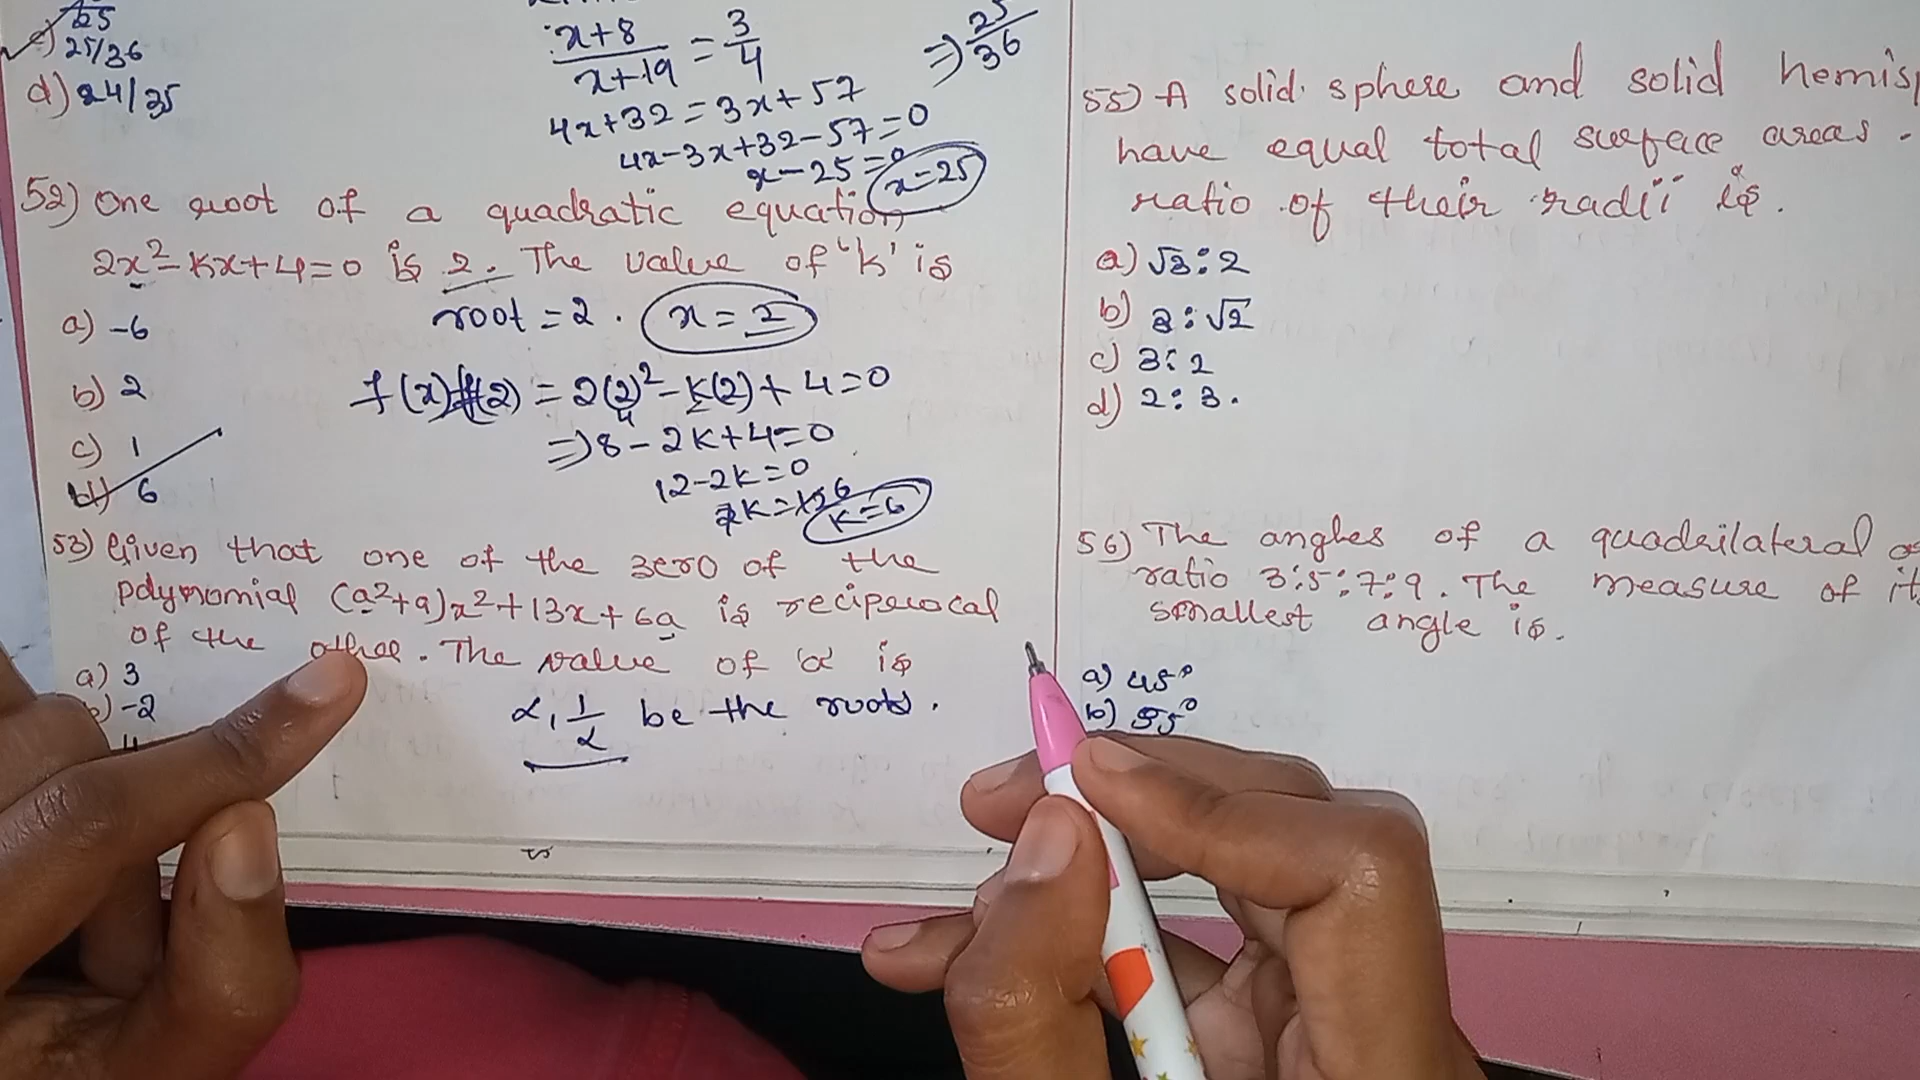 25/36
d) 24/35
x+8/x+19 = 3/4
⇒ 25/36
4x+32 = 3x+57
4x-3x+32-57=0
x-25=0
x=25
52) One root of a quadratic equation,
2x²-kx+4=0 is 2. The value of 'k' is
a) -6
b) 2
c) 1
d) 6
root = 2. x = 2
= 2(2)²-k(2)+4=0
4
⇒8-2k+4=0
12-2k=0
k=6
53) Given that one of the zero of the
polynomial (a²+9)x²+13x+6a is reciprocal
of the other. The value of 'a' is
a) 3
b) -2
α, 1/α be the roots.
55) A solid sphere and solid
have equal total surface areas.
ratio of their radii is.
a) √3:2
b) 2:√2
c) 3:2
d) 2:3.
56) The angles of a quadrilateral
ratio 3:5:7:9. The measure of
smallest angle is.
a) 45°
b) 55°